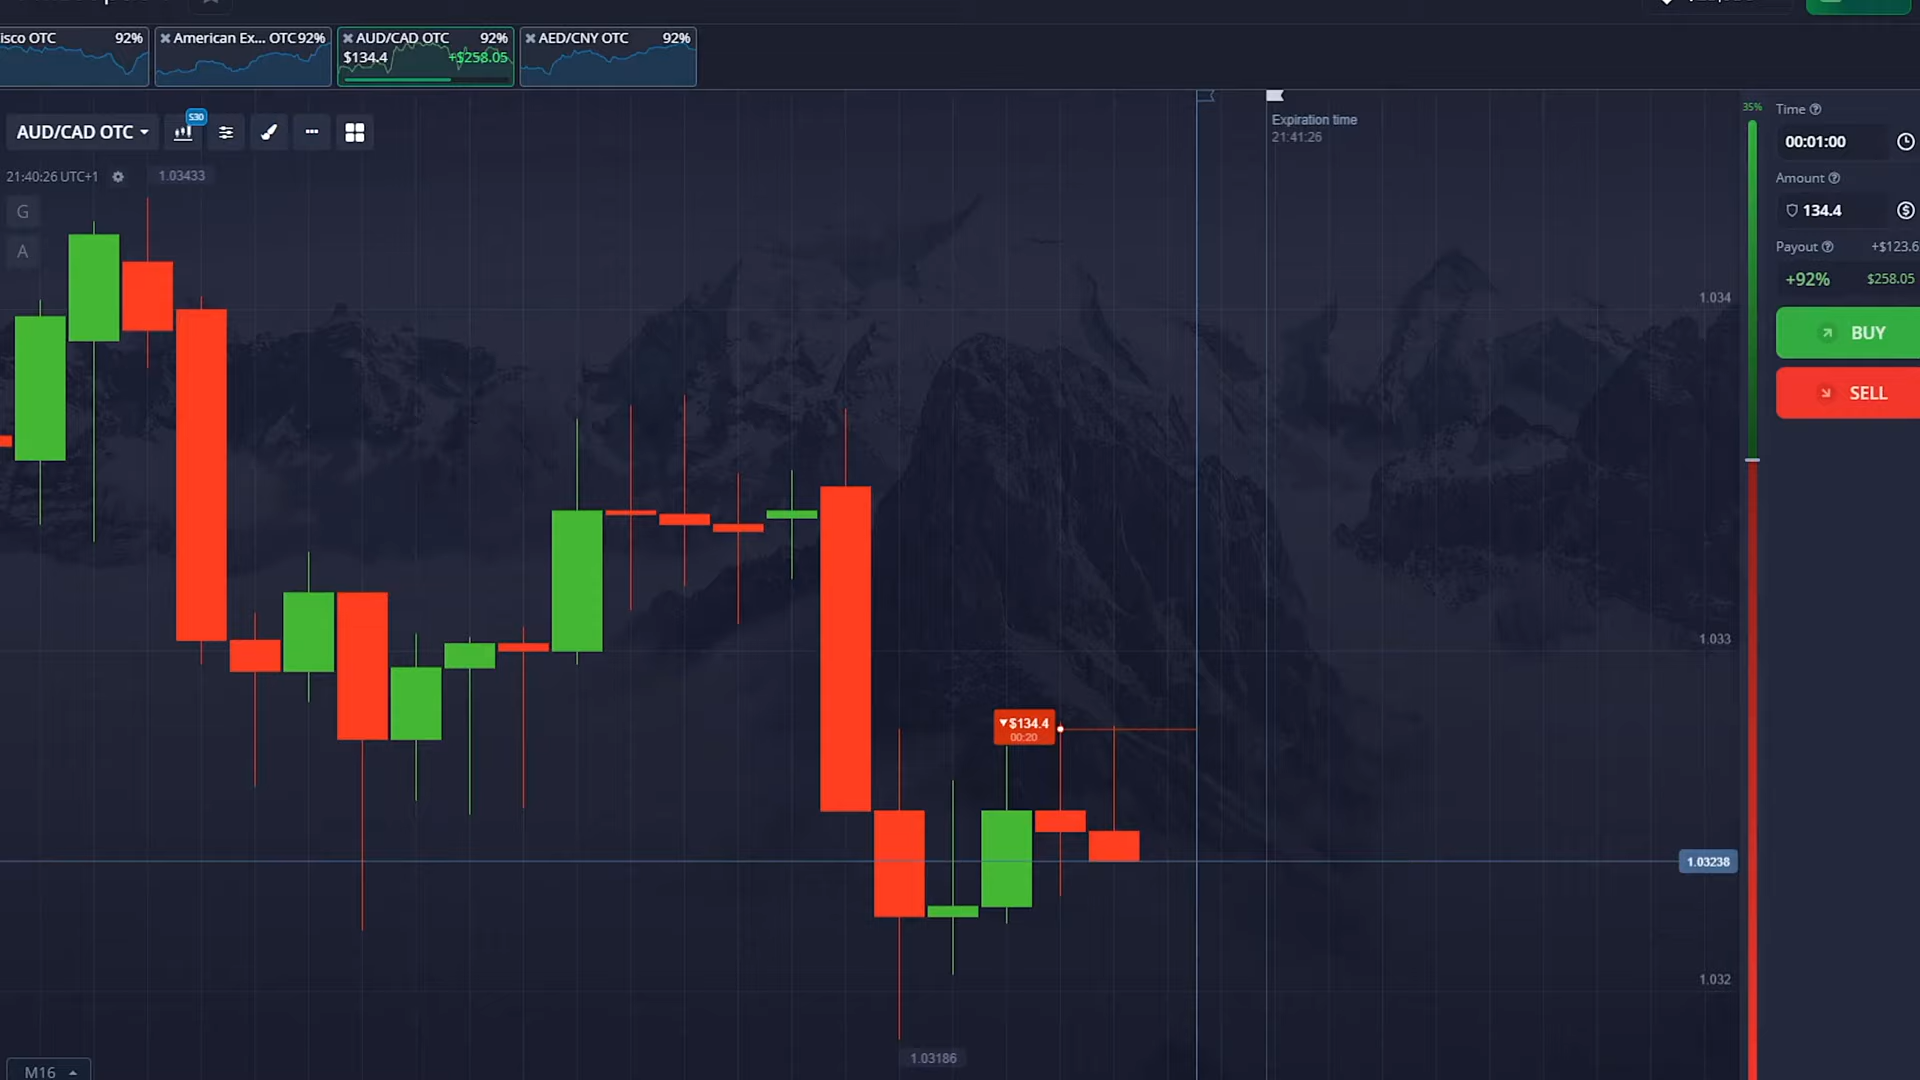 isco OTC 92%
American Ex... OTC 92%
AUD/CAD OTC 92%
$134.4 +$258.05
AED/CNY OTC 92%
AUD/CAD OTC
S30
21:40:26 UTC+1
1.03433
G
A
Expiration time
21:41:26
35%
Time
00:01:00
Amount
134.4
Payout +$123.6
+92% $258.05
BUY
SELL
1.034
1.033
$134.4
00:20
1.03238
1.032
1.03186
M16